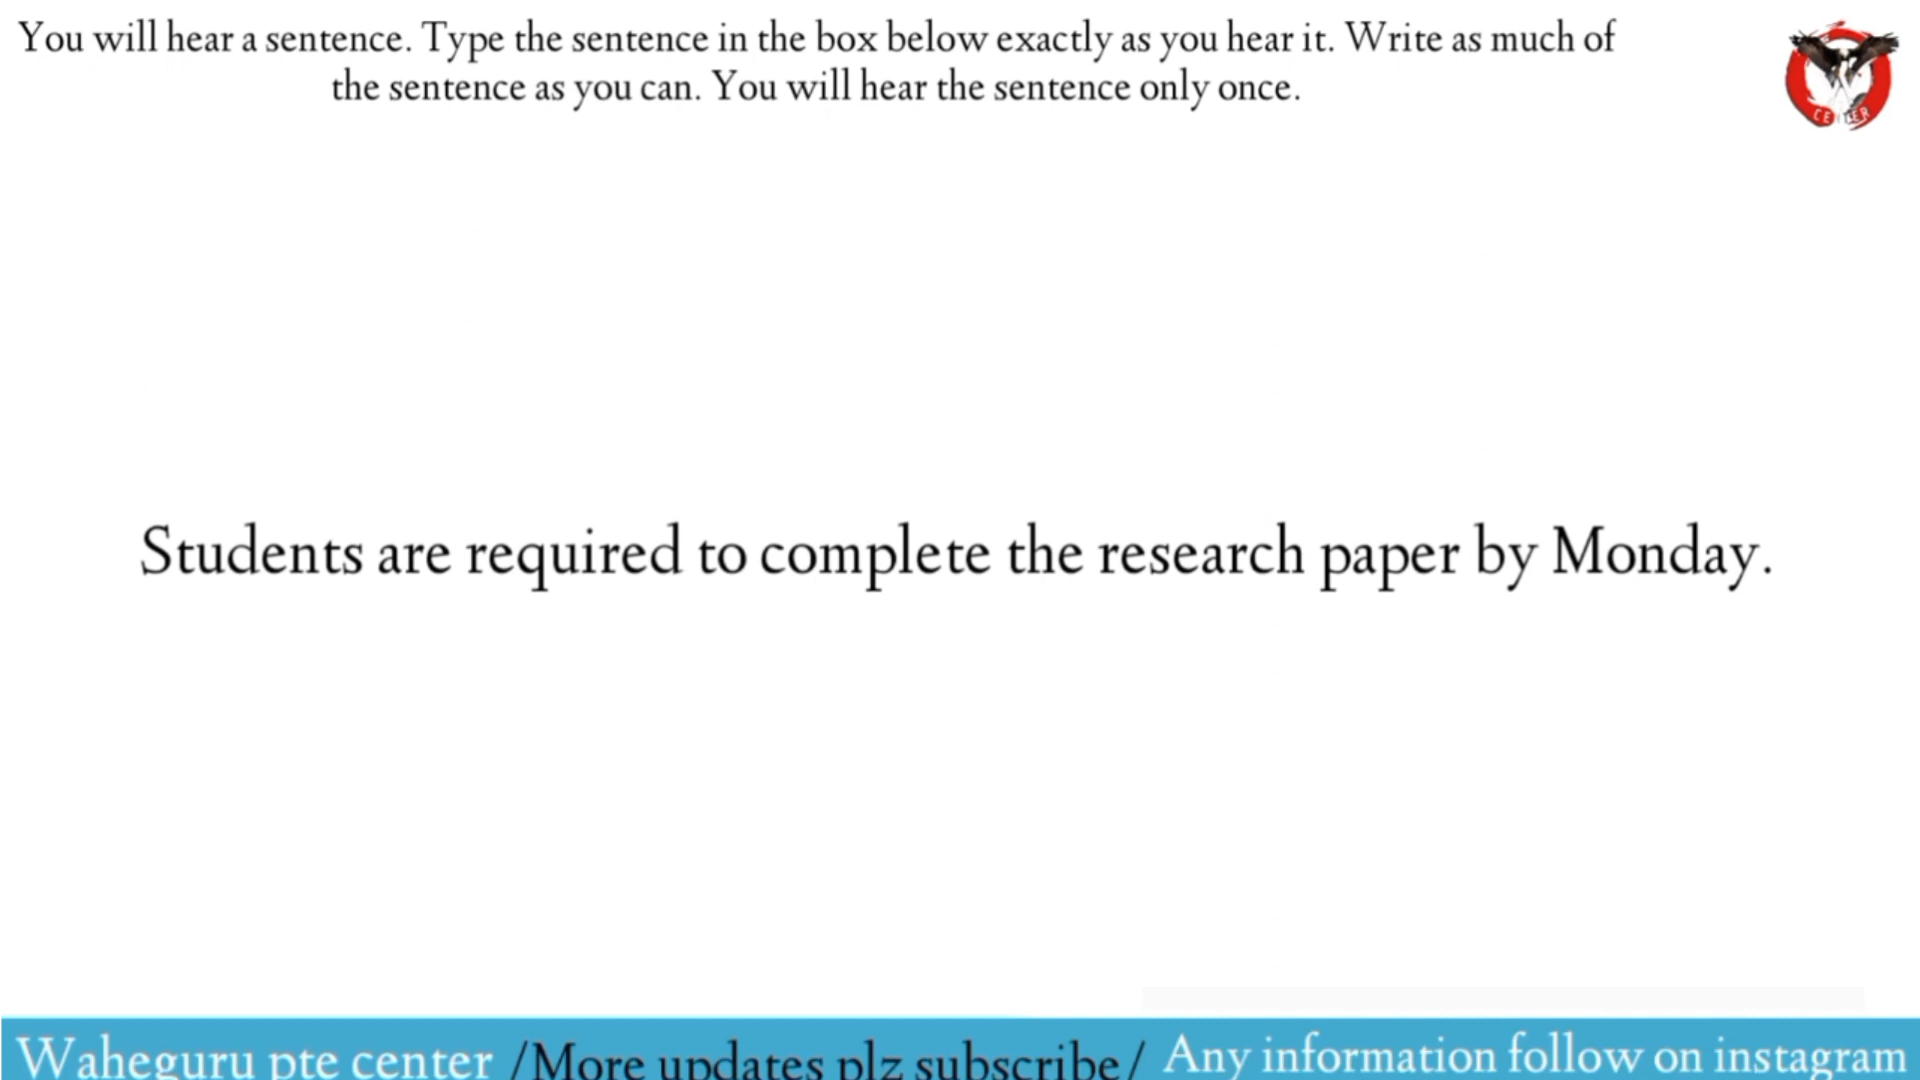 You will hear a sentence. Type the sentence in the box below exactly as you hear it. Write as much of
the sentence as you can. You will hear the sentence only once.
CENTER
Students are required to complete the research paper by Monday.
Waheguru pte center /More updates plz subscribe/ Any information follow on instagram